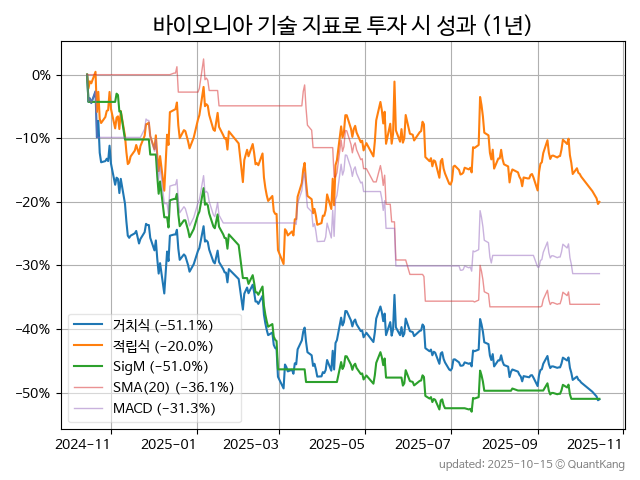 바이오니아 기술 지표로 투자 시 성과 (1년)
0%
−10%
−20%
−30%
−40%
−50%
거치식 (−51.1%)
적립식 (−20.0%)
SigM (−51.0%)
SMA(20) (−36.1%)
MACD (−31.3%)
2024−11 2025−01 2025−03 2025−05 2025−07 2025−09 2025−11
updated: 2025-10-15 ⓒ QuantKang